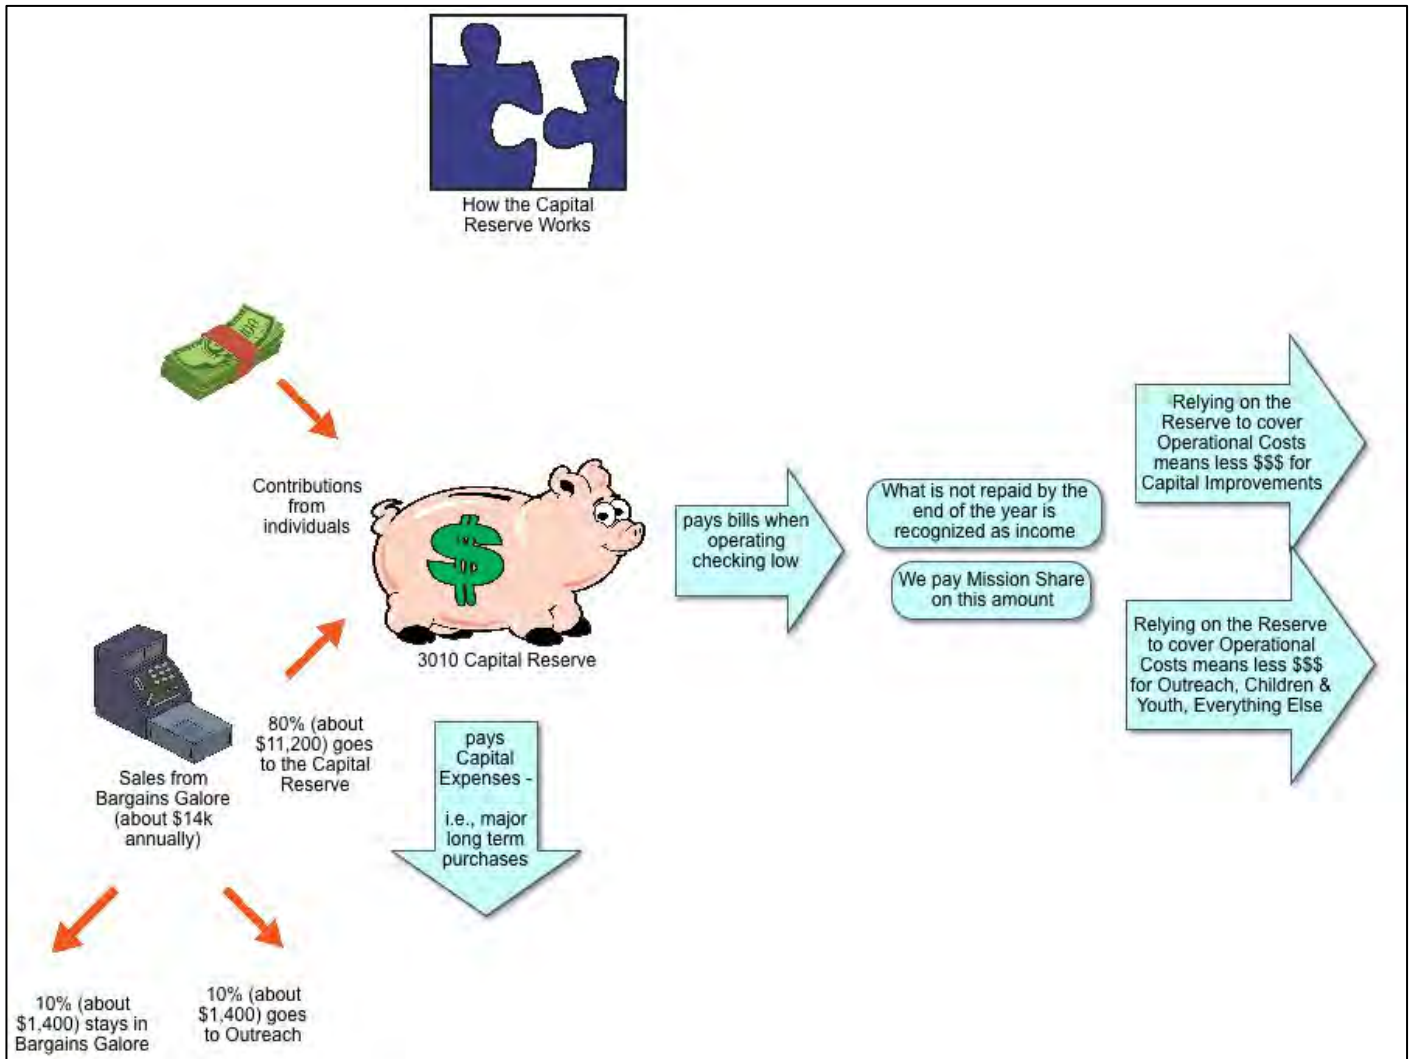 How the Capital
Reserve Works
Contributions
from
individuals
3010 Capital Reserve
Sales from
Bargains Galore
(about $14k
annually)
80% (about
$11,200) goes
to the Capital
Reserve
10% (about
$1,400) stays in
Bargains Galore
10% (about
$1,400) goes
to Outreach
pays
Capital
Expenses -
i.e., major
long term
purchases
pays bills when
operating
checking low
What is not repaid by the
end of the year is
recognized as income
We pay Mission Share
on this amount
Relying on the
Reserve to cover
Operational Costs
means less $$$ for
Capital Improvements
Relying on the Reserve
to cover Operational
Costs means less $$$
for Outreach, Children &
Youth, Everything Else